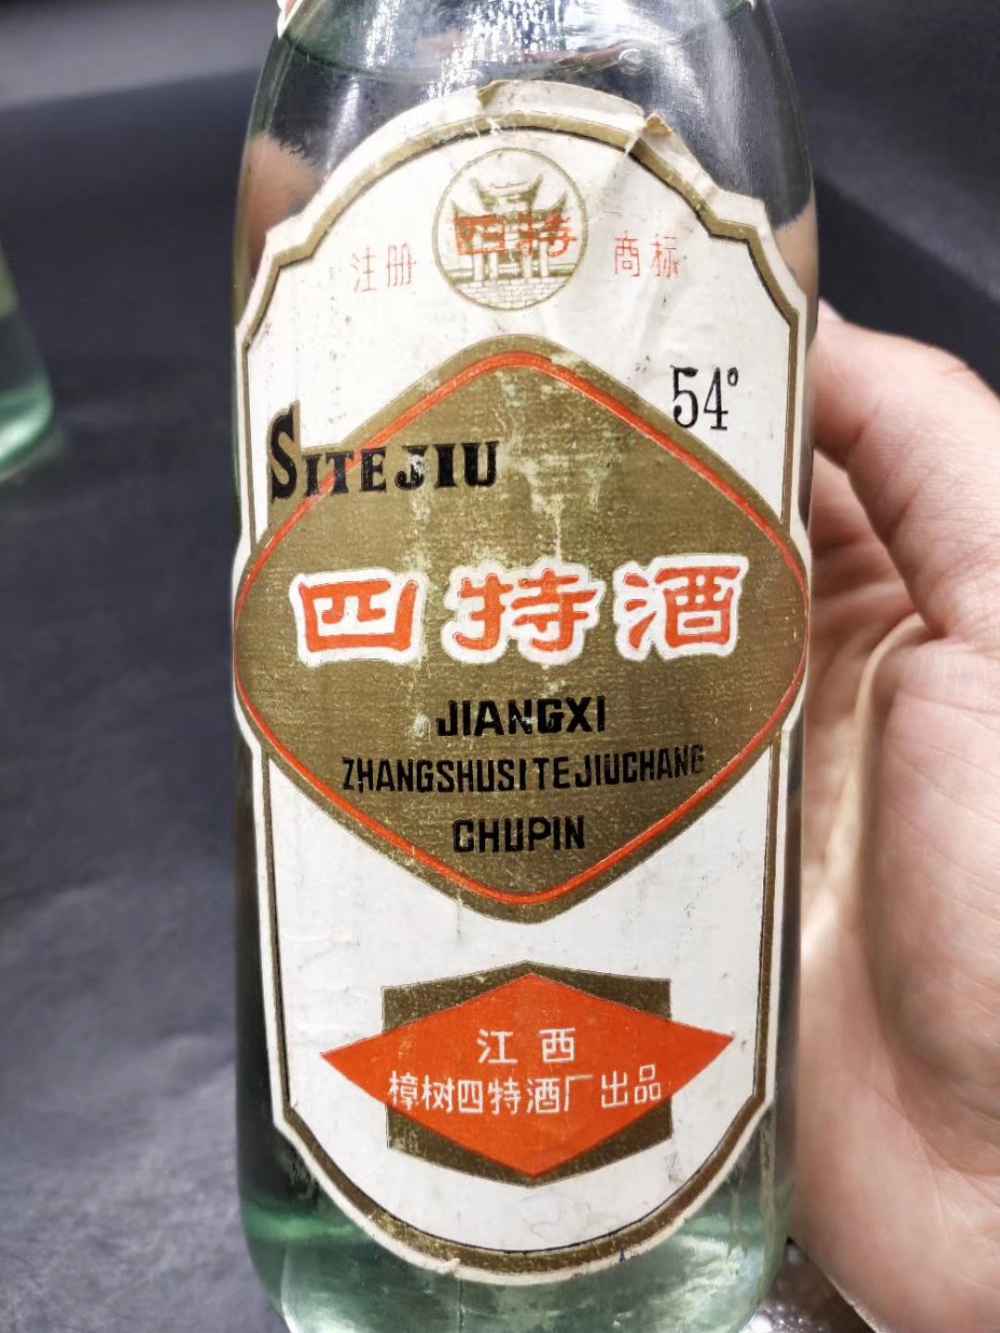 注册 四特 商标
54°
SITEJIU
四特酒
JIANGXI
ZHANGSHUSITEJIUCHANG
CHUPIN
江西
樟树四特酒厂出品